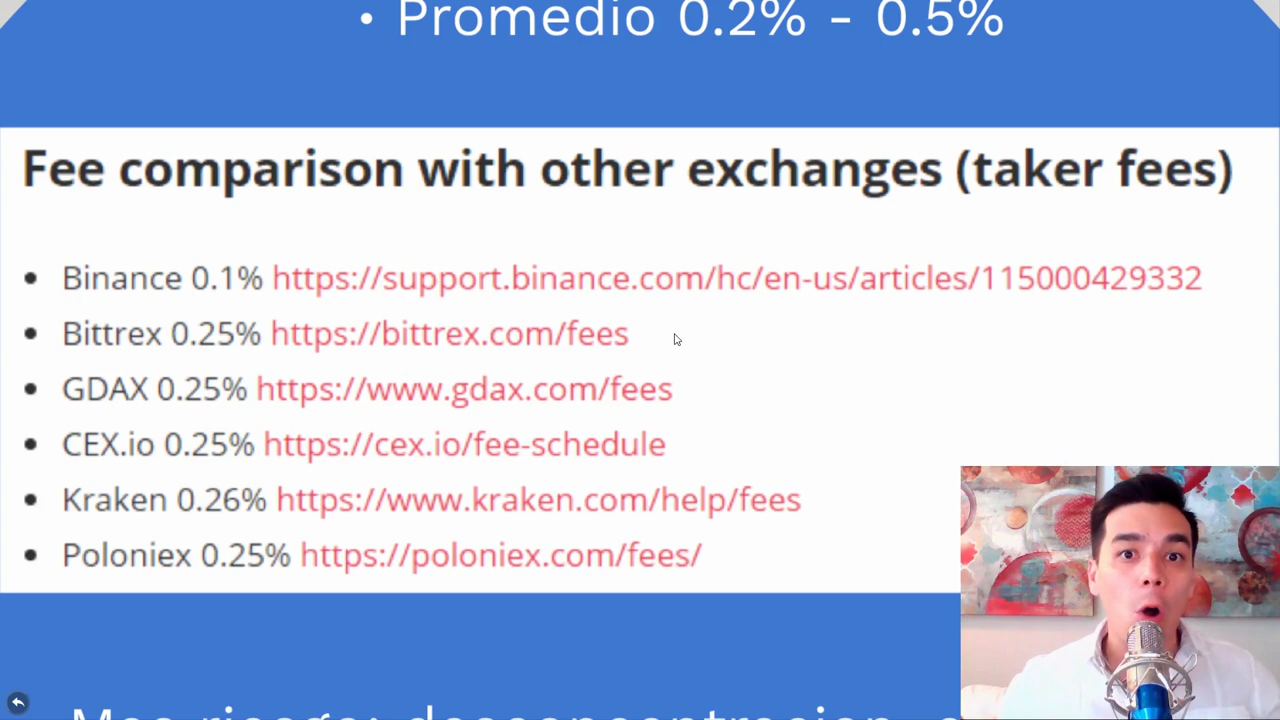 • Promedio 0.2% - 0.5%
Fee comparison with other exchanges (taker fees)
• Binance 0.1% https://support.binance.com/hc/en-us/articles/115000429332
• Bittrex 0.25% https://bittrex.com/fees
• GDAX 0.25% https://www.gdax.com/fees
• CEX.io 0.25% https://cex.io/fee-schedule
• Kraken 0.26% https://www.kraken.com/help/fees
• Poloniex 0.25% https://poloniex.com/fees/